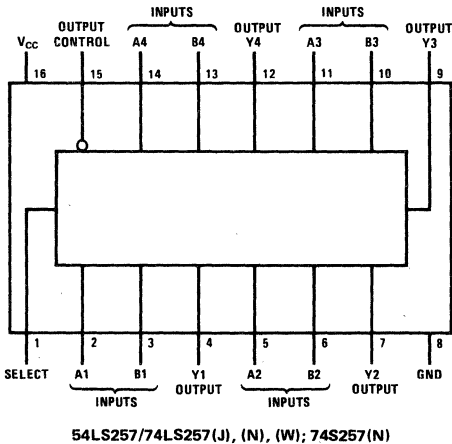 INPUTS INPUTS
OUTPUT OUTPUT OUTPUT
VCC CONTROL A4 B4 Y4 A3 B3 Y3
16 15 14 13 12 11 10 9
1 2 3 4 5 6 7 8
SELECT A1 B1 Y1 A2 B2 Y2 GND
OUTPUT OUTPUT
INPUTS INPUTS
54LS257/74LS257(J), (N), (W); 74S257(N)